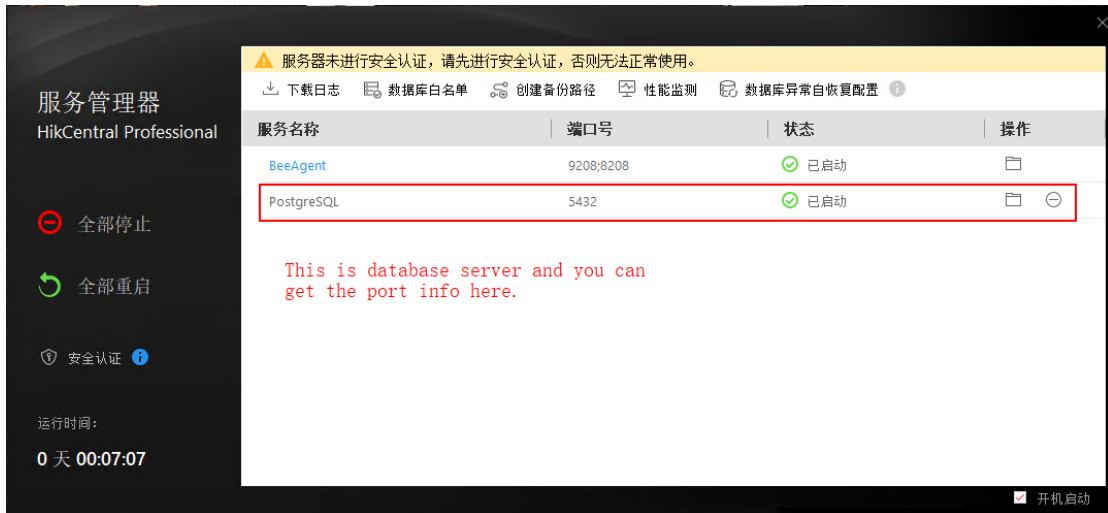 服务器未进行安全认证，请先进行安全认证，否则无法正常使用。
下载日志 数据库白名单 创建备份路径 性能监测 数据库异常自恢复配置
服务管理器
HikCentral Professional
服务名称 端口号 状态 操作
BeeAgent 9208;8208 已启动
PostgreSQL 5432 已启动
全部停止
This is database server and you can
get the port info here.
全部重启
安全认证
运行时间:
0 天 00:07:07
开机启动